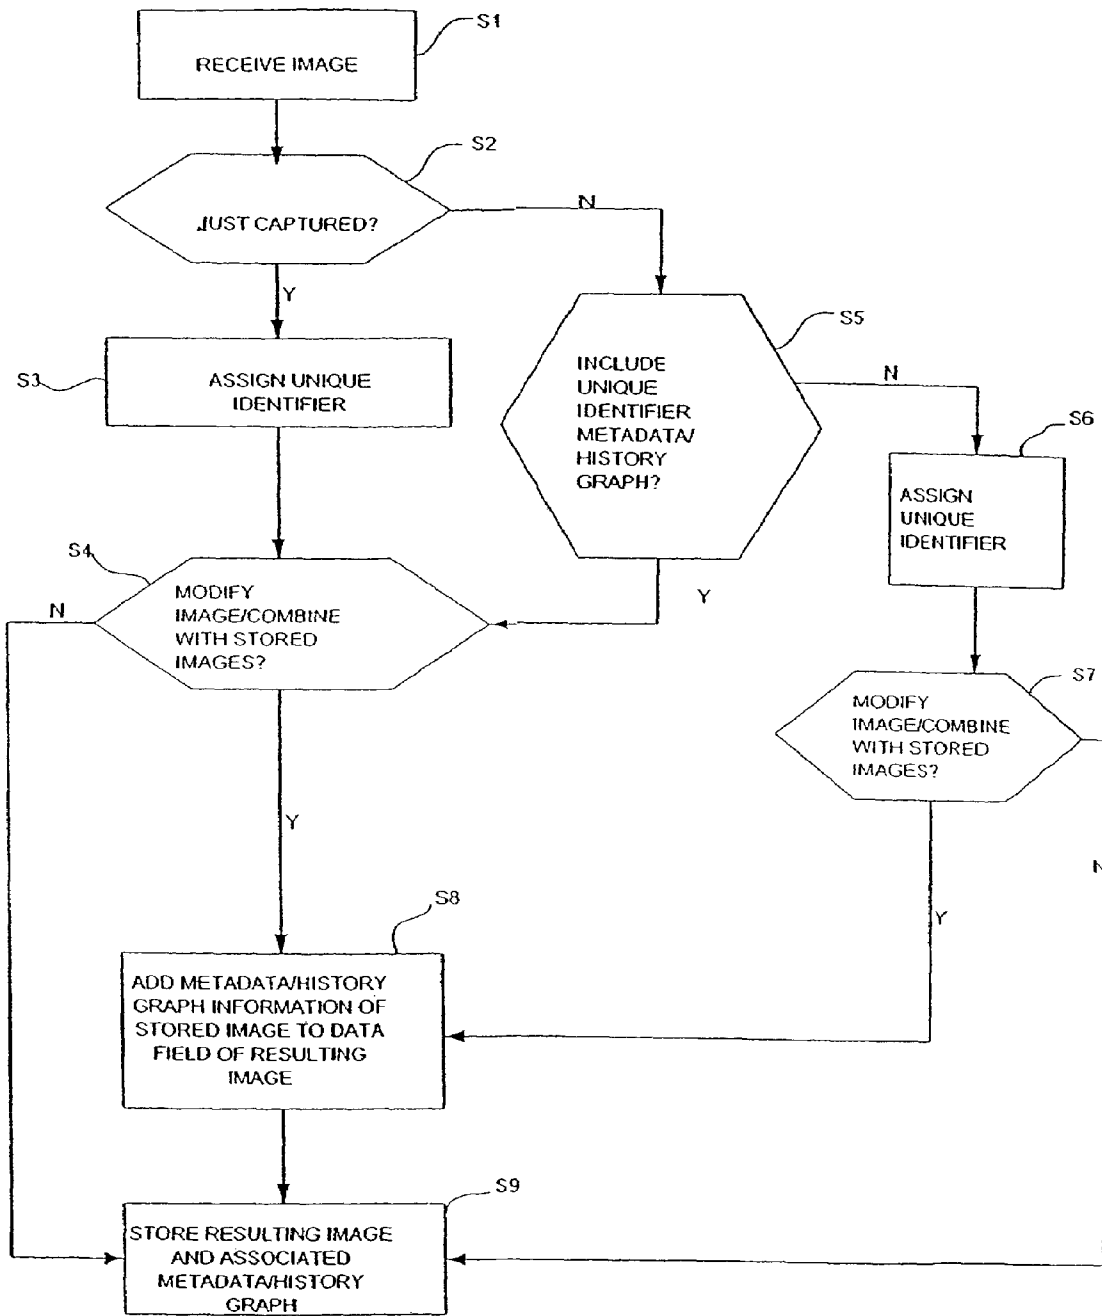 S1
RECEIVE IMAGE
S2
JUST CAPTURED?
N
Y
S3
ASSIGN UNIQUE
IDENTIFIER
S5
INCLUDE
UNIQUE
IDENTIFIER
METADATA/
HISTORY
GRAPH?
N
S6
ASSIGN
UNIQUE
IDENTIFIER
S4
MODIFY
IMAGE/COMBINE
WITH STORED
IMAGES?
N
Y
S7
MODIFY
IMAGE/COMBINE
WITH STORED
IMAGES?
Y
N
Y
S8
ADD METADATA/HISTORY
GRAPH INFORMATION OF
STORED IMAGE TO DATA
FIELD OF RESULTING
IMAGE
S9
STORE RESULTING IMAGE
AND ASSOCIATED
METADATA/HISTORY
GRAPH